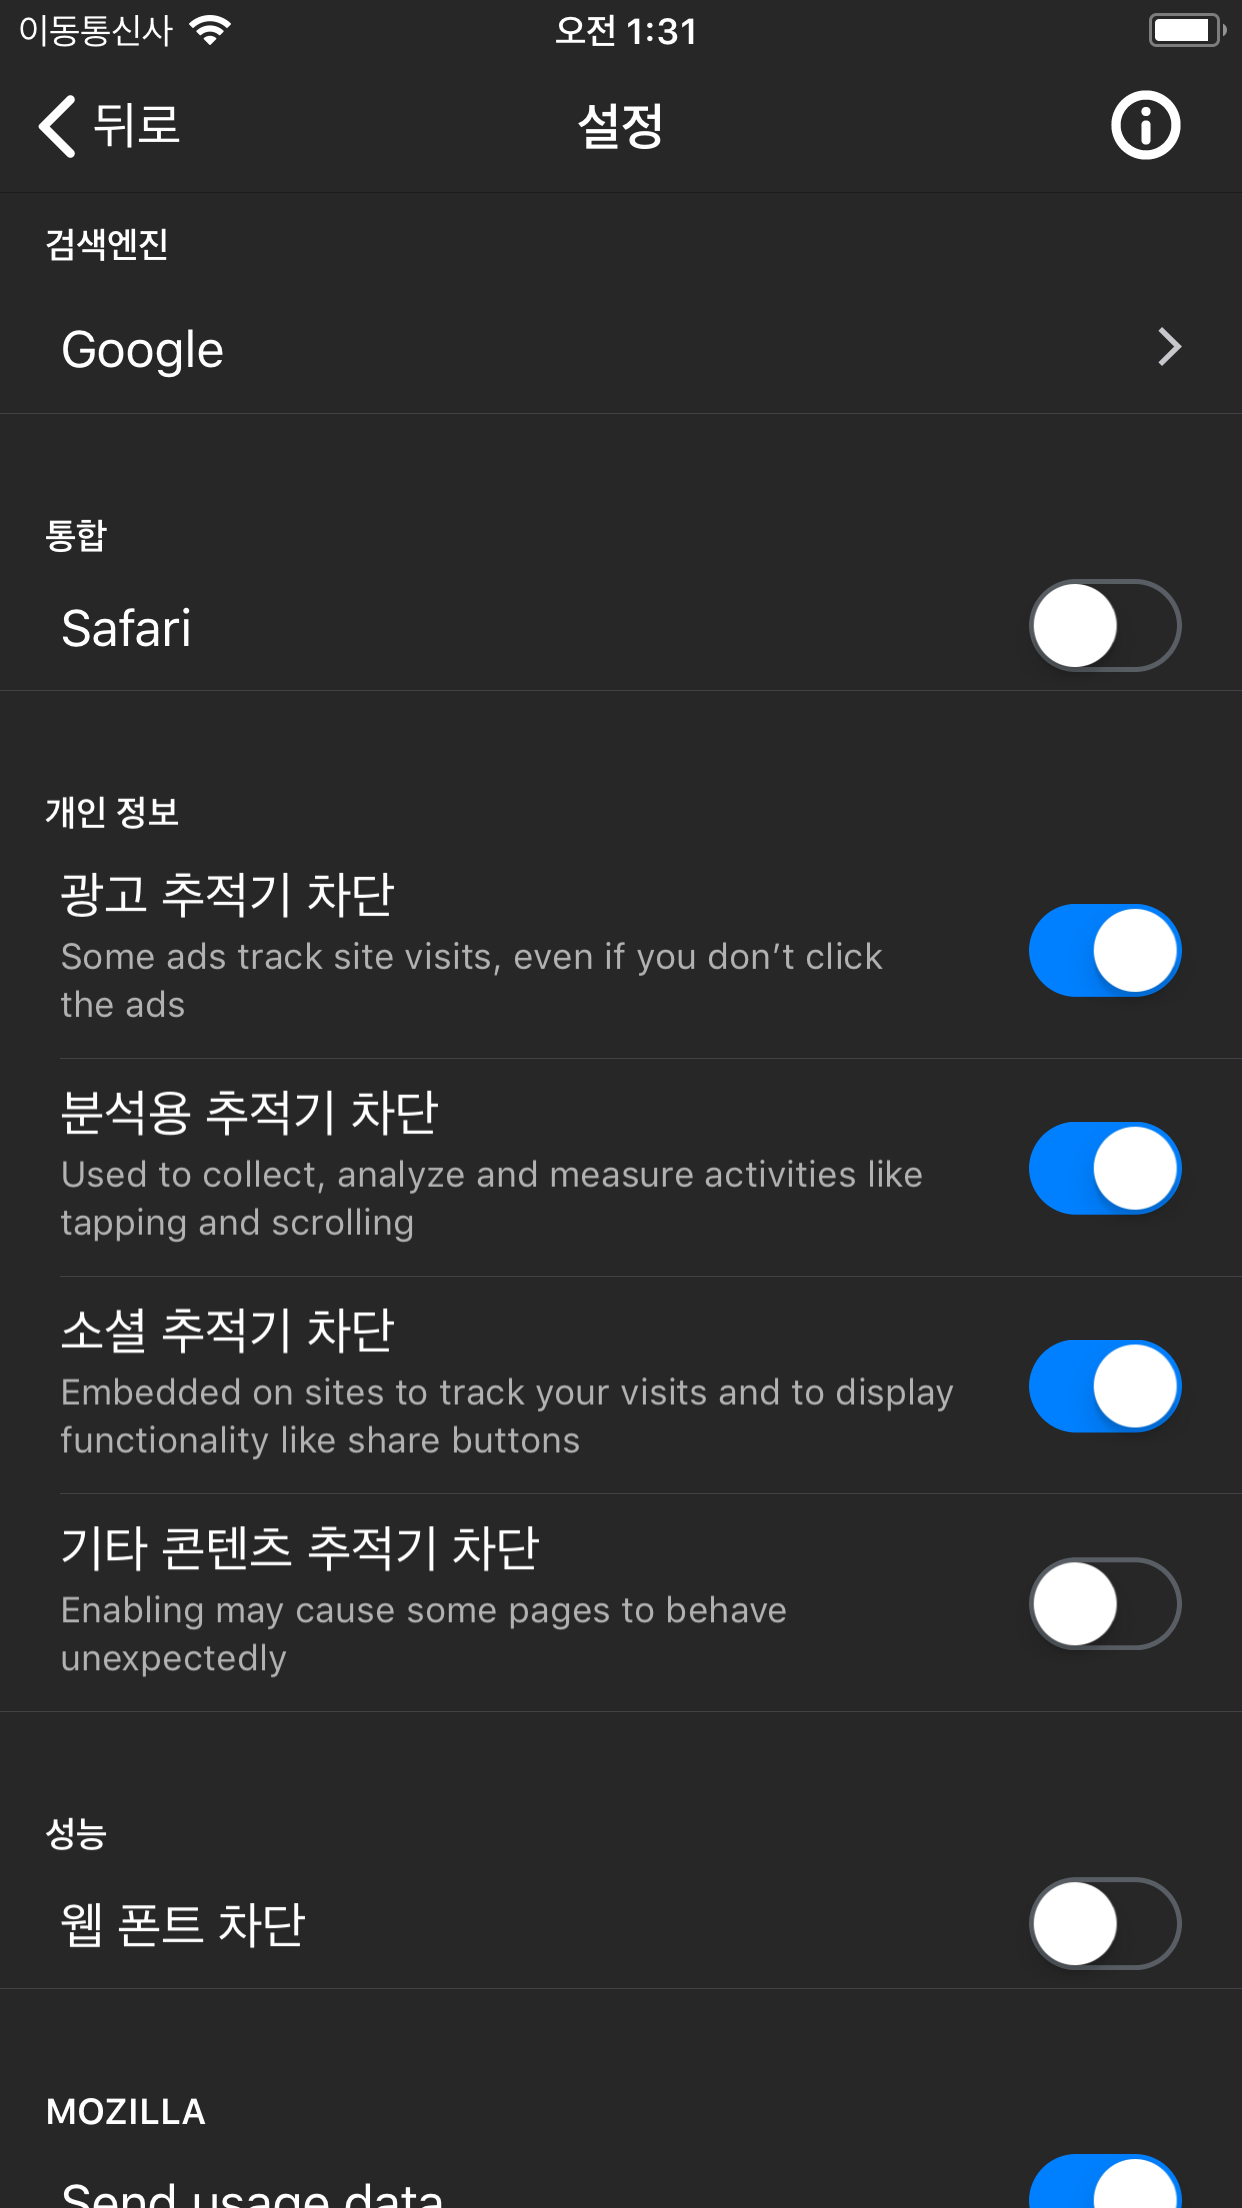 이동통신사
오전 1:31
뒤로
설정
검색엔진
Google
통합
Safari
개인 정보
광고 추적기 차단
Some ads track site visits, even if you don’t click
the ads
분석용 추적기 차단
Used to collect, analyze and measure activities like
tapping and scrolling
소셜 추적기 차단
Embedded on sites to track your visits and to display
functionality like share buttons
기타 콘텐츠 추적기 차단
Enabling may cause some pages to behave
unexpectedly
성능
웹 폰트 차단
MOZILLA
Send usage data